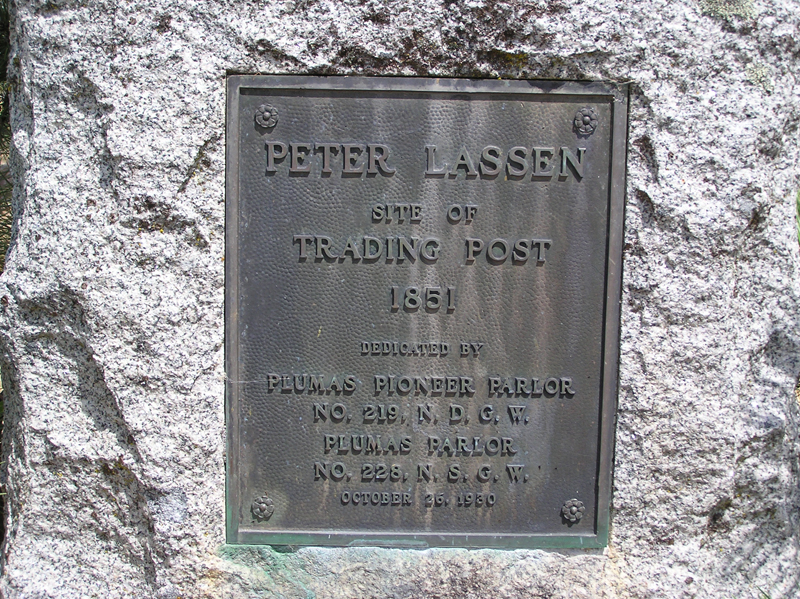 PETER LASSEN
SITE OF
TRADING POST
1851
DEDICATED BY
PLUMAS PIONEER PARLOR
NO. 219, N. D. G. W.
PLUMAS PARLOR
NO. 228, N. S. G. W.
OCTOBER 25, 1930